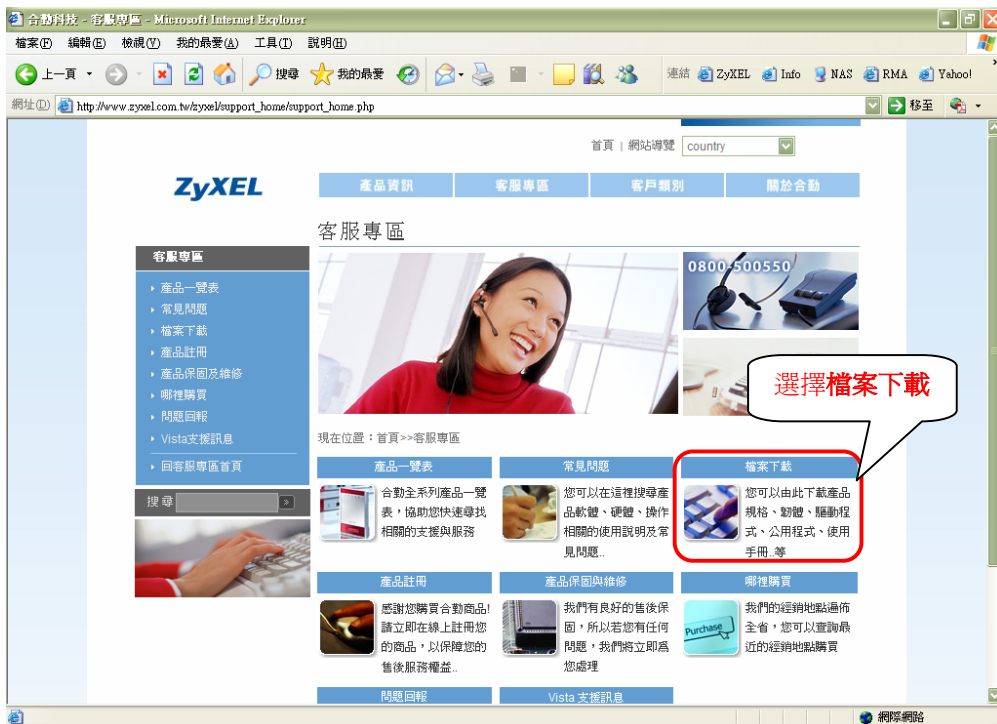 合勤科技 - 客服專區 - Microsoft Internet Explorer
檔案(F) 編輯(E) 檢視(V) 我的最愛(A) 工具(T) 說明(H)
上一頁 搜尋 我的最愛 連結 ZyXEL Info NAS RMA Yahoo!
網址(D) http://www.zyxel.com.tw/zyxel/support_home/support_home.php 移至
首頁 | 網站導覽 country
ZyXEL 產品資訊 客服專區 客戶類別 關於合勤
客服專區
客服專區
產品一覽表
常見問題
檔案下載
產品註冊
產品保固及維修
哪裡購買
問題回報
Vista支援訊息
回客服專區首頁
搜尋
0800-500550
選擇檔案下載
現在位置：首頁>>客服專區
產品一覽表
合勤全系列產品一覽
表，協助您快速尋找
相關的支援與服務
常見問題
您可以在這裡搜尋產
品軟體、硬體、操作
相關的使用說明及常
見問題..
檔案下載
您可以由此下載產品
規格、韌體、驅動程
式、公用程式、使用
手冊..等
產品註冊
感謝您購買合勤商品!
請立即在線上註冊您
的商品，以保障您的
售後服務權益..
產品保固與維修
我們有良好的售後保
固，所以若您有任何
問題，我們將立即為
您處理
哪裡購買
Purchase
我們的經銷地點遍佈
全省，您可以查詢最
近的經銷地點購買
問題回報
Vista 支援訊息
網際網路